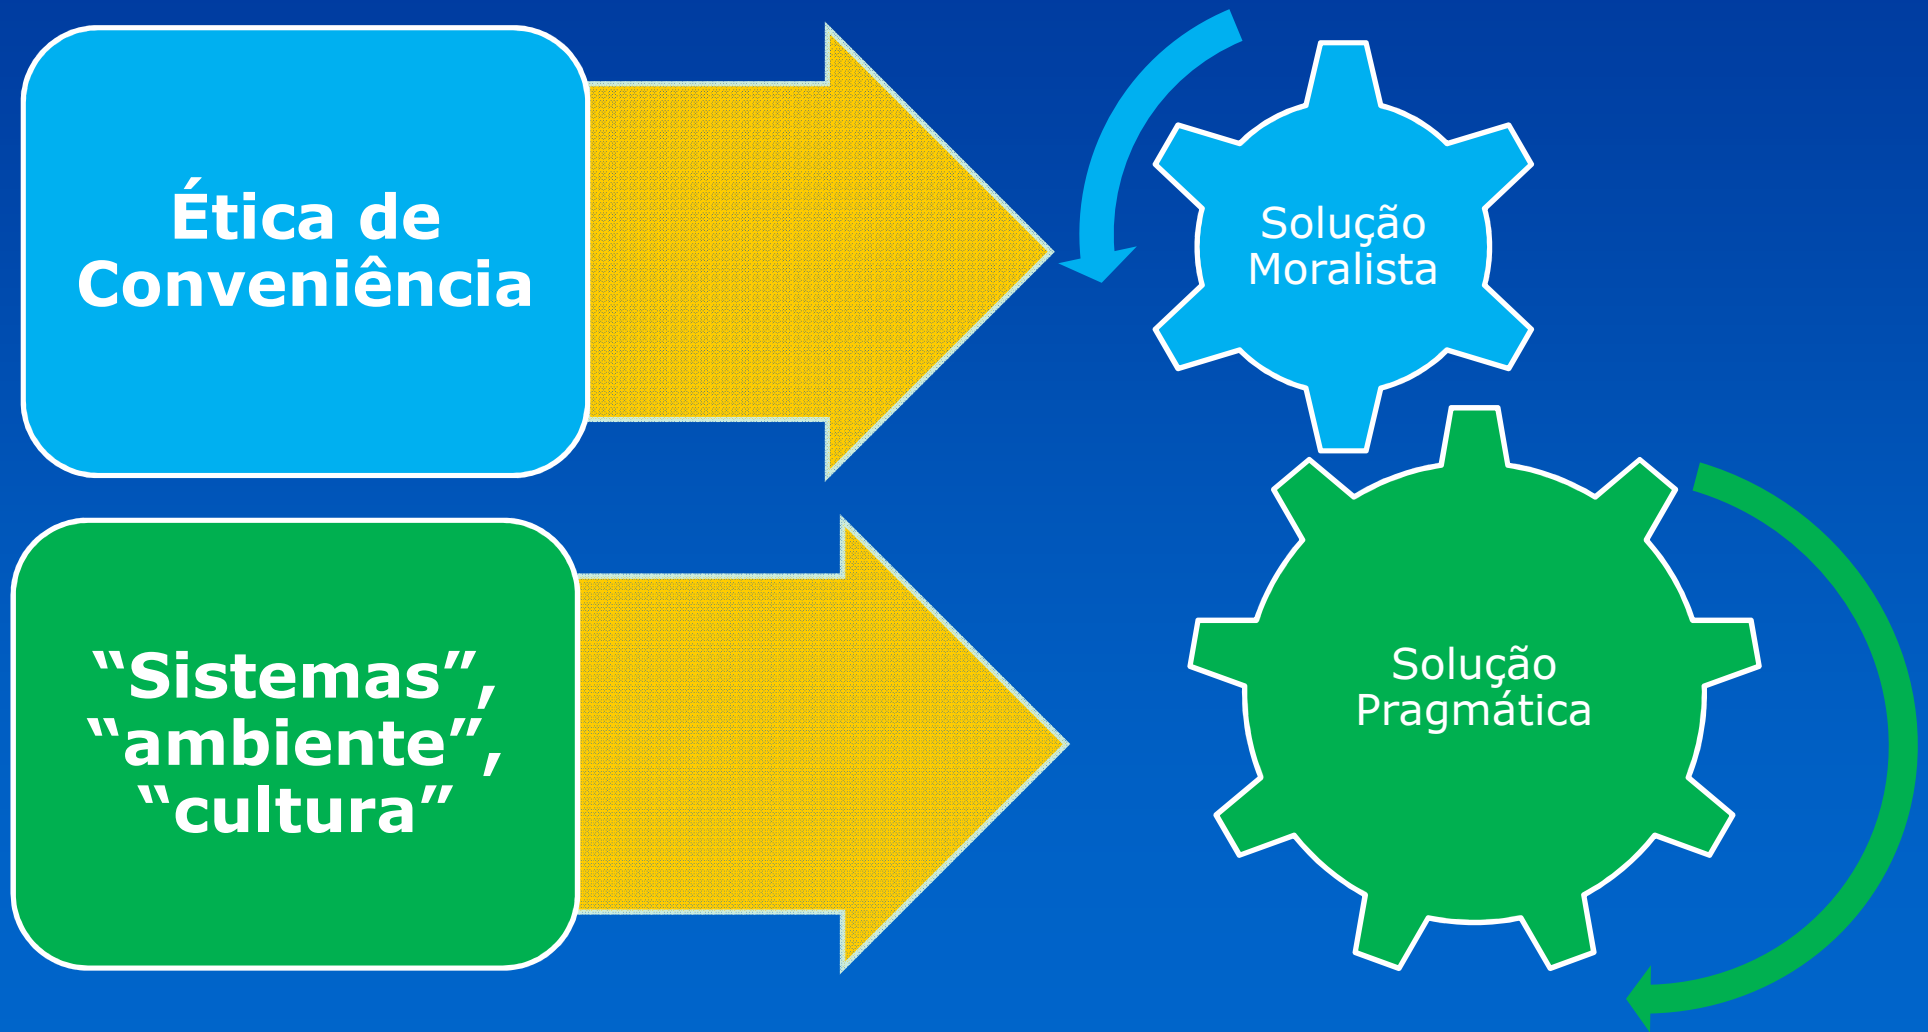 Ética de
Conveniência
Solução
Moralista
“Sistemas”,
“ambiente”,
“cultura”
Solução
Pragmática